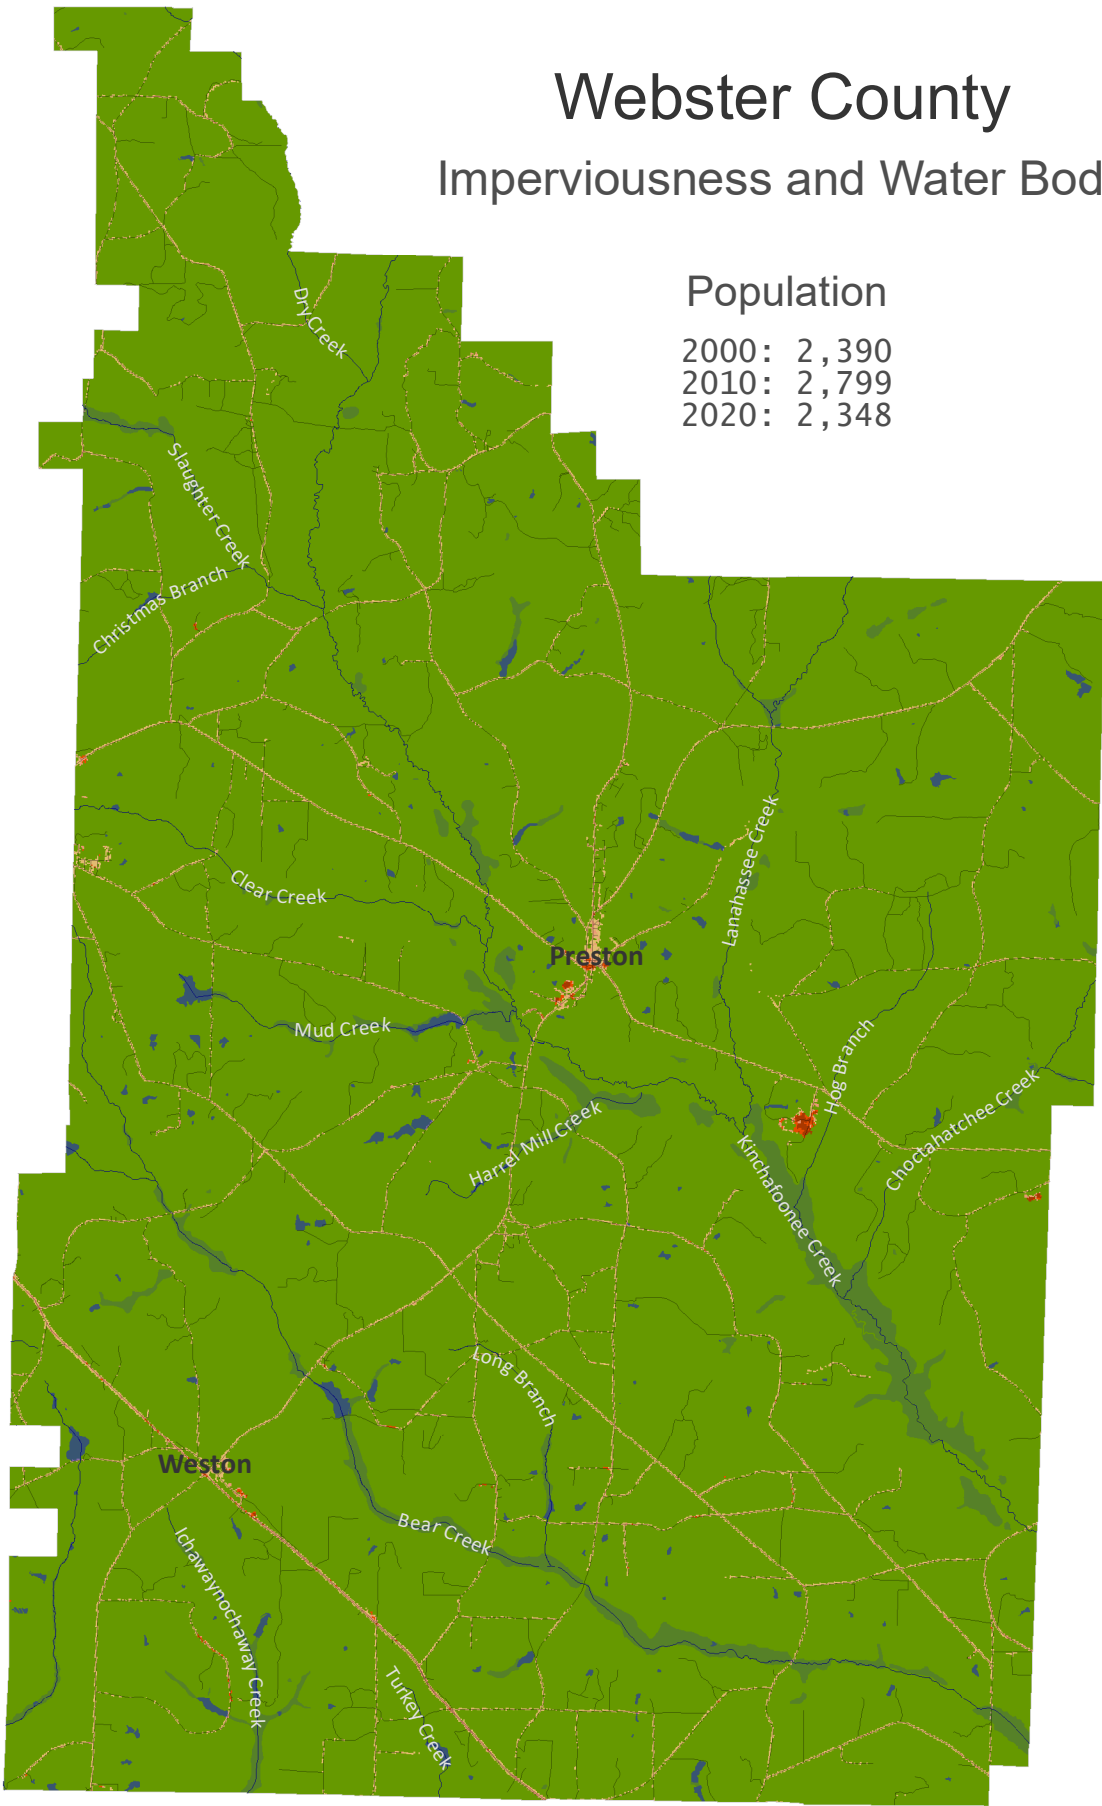 Webster County
Imperviousness and Water Bod
Population
2000: 2,390
2010: 2,799
2020: 2,348
Dry Creek
Slaughter Creek
Christmas Branch
Lanahassee Creek
Clear Creek
Preston
Mud Creek
Hog Branch
Harrel Mill Creek
Choctahatchee Creek
Kinchafoonee Creek
Long Branch
Weston
Bear Creek
Ichawaynochaway Creek
Turkey Creek